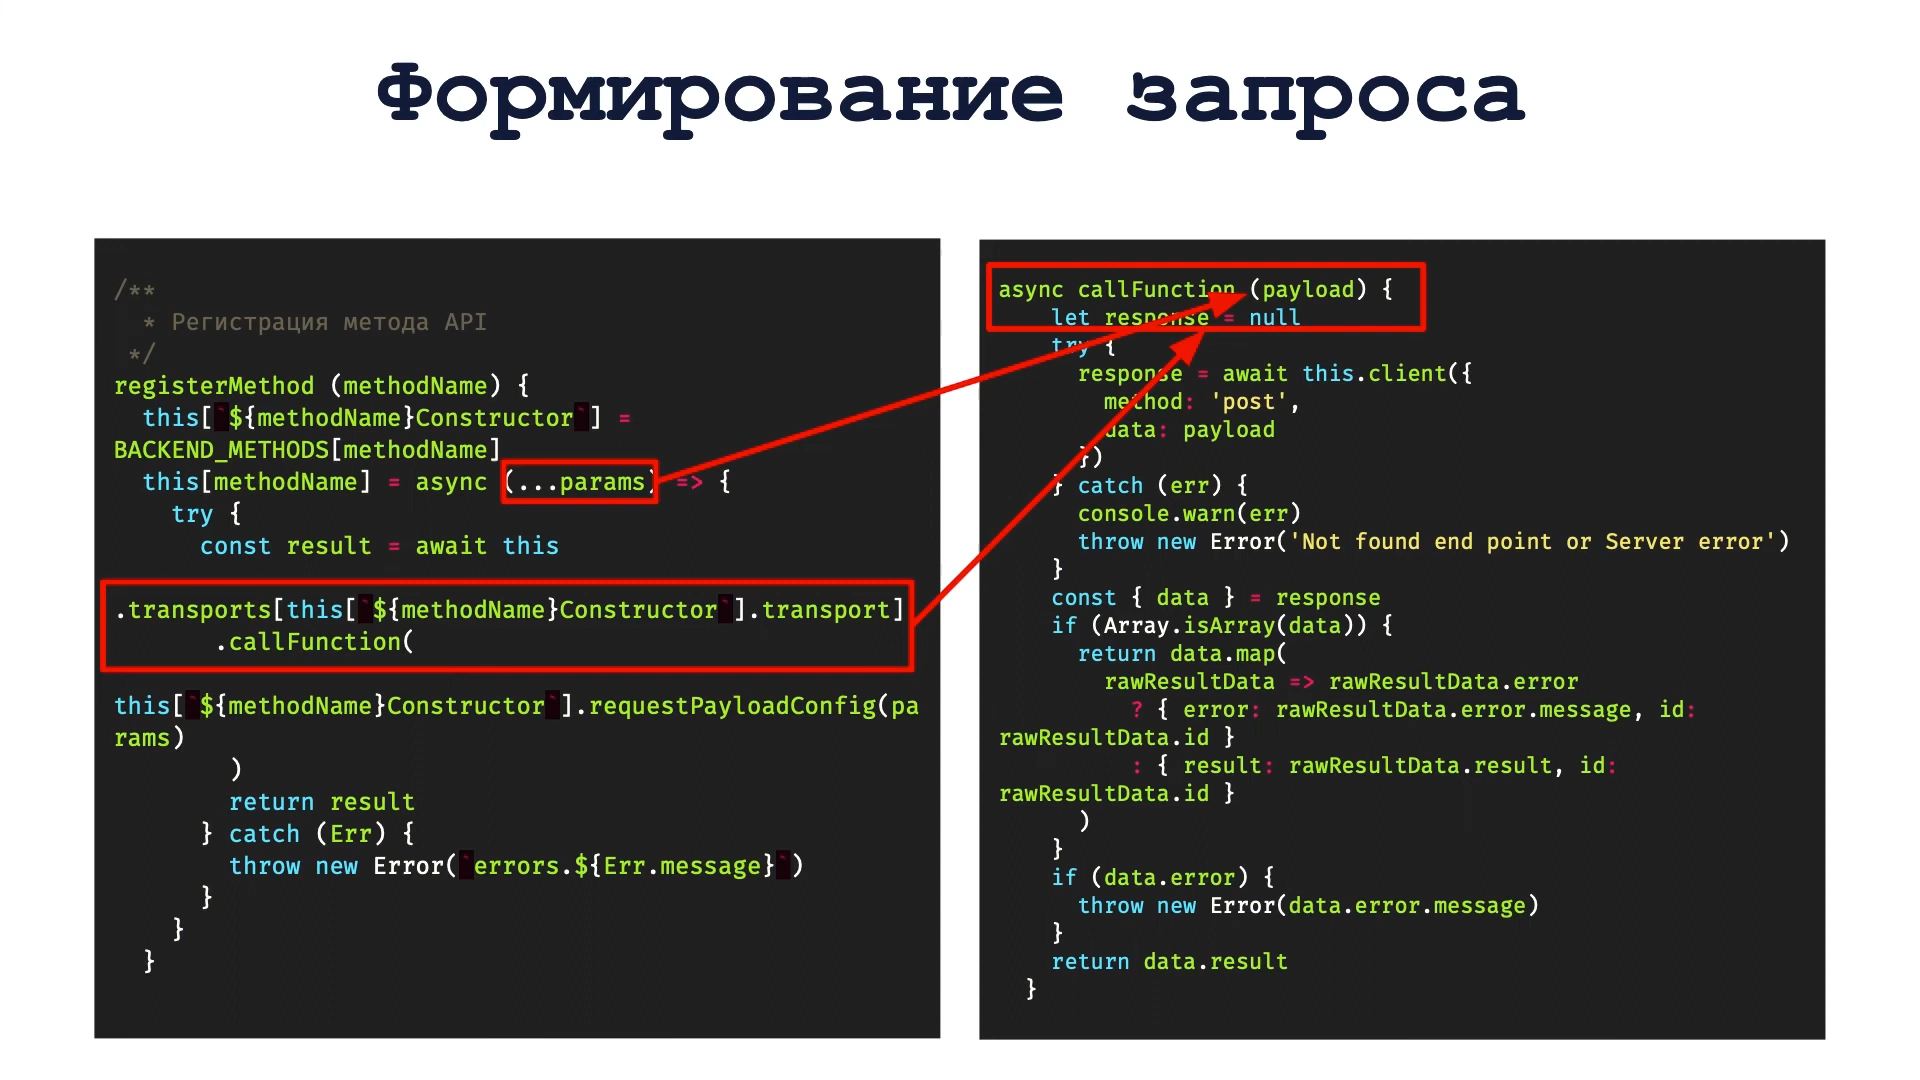 Формирование запроса
/**
* Регистрация метода API
*/
registerMethod (methodName) {
this[`${methodName}Constructor`] =
BACKEND_METHODS[methodName]
this[methodName] = async (...params) => {
try {
const result = await this
.transports[this[`${methodName}Constructor`].transport]
.callFunction(
this[`${methodName}Constructor`].requestPayloadConfig(pa
rams)
)
return result
} catch (Err) {
throw new Error(`errors.${Err.message}`)
}
}
}
async callFunction (payload) {
let response = null
try {
response = await this.client({
method: 'post',
data: payload
})
} catch (err) {
console.warn(err)
throw new Error('Not found end point or Server error')
}
const { data } = response
if (Array.isArray(data)) {
return data.map(
rawResultData => rawResultData.error
? { error: rawResultData.error.message, id:
rawResultData.id }
: { result: rawResultData.result, id:
rawResultData.id }
)
}
if (data.error) {
throw new Error(data.error.message)
}
return data.result
}